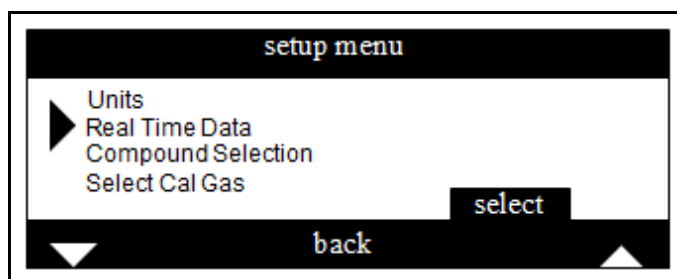 setup menu
Units
Real Time Data
Compound Selection
Select Cal Gas
select
back